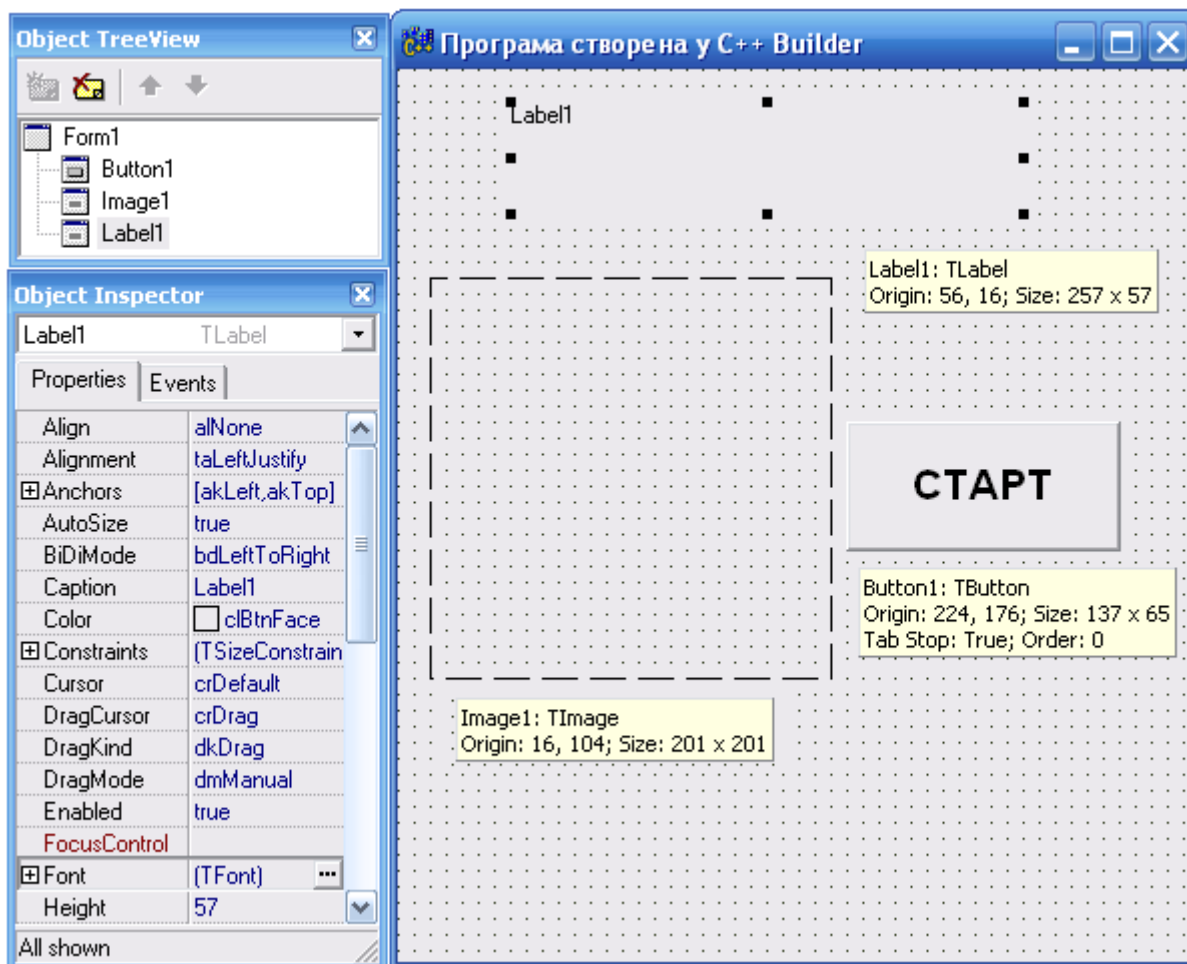 Object TreeView
Form1
Button1
Image1
Label1
Object Inspector
Label1 TLabel
Properties Events
Align alNone
Alignment taLeftJustify
Anchors [akLeft,akTop]
AutoSize true
BiDiMode bdLeftToRight
Caption Label1
Color clBtnFace
Constraints (TSizeConstrain
Cursor crDefault
DragCursor crDrag
DragKind dkDrag
DragMode dmManual
Enabled true
FocusControl
Font (TFont) ...
Height 57
All shown
Програма створена у C++ Builder
Label1
Label1: TLabel
Origin: 56, 16; Size: 257 x 57
СТАРТ
Button1: TButton
Origin: 224, 176; Size: 137 x 65
Tab Stop: True; Order: 0
Image1: TImage
Origin: 16, 104; Size: 201 x 201